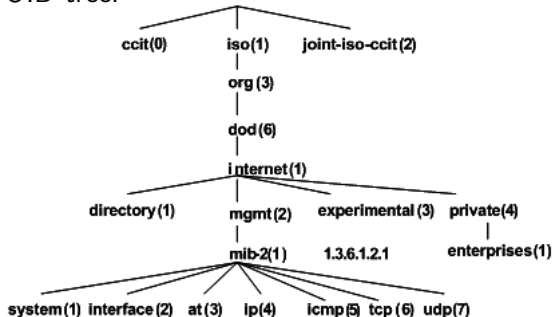 ccit(0) iso(1) joint-iso-ccit(2)
org(3)
dod(6)
internet(1)
directory(1) mgmt(2) experimental(3) private(4)
mib-2(1) 1.3.6.1.2.1 enterprises(1)
system(1) interface(2) at(3) ip(4) icmp(5) tcp(6) udp(7)